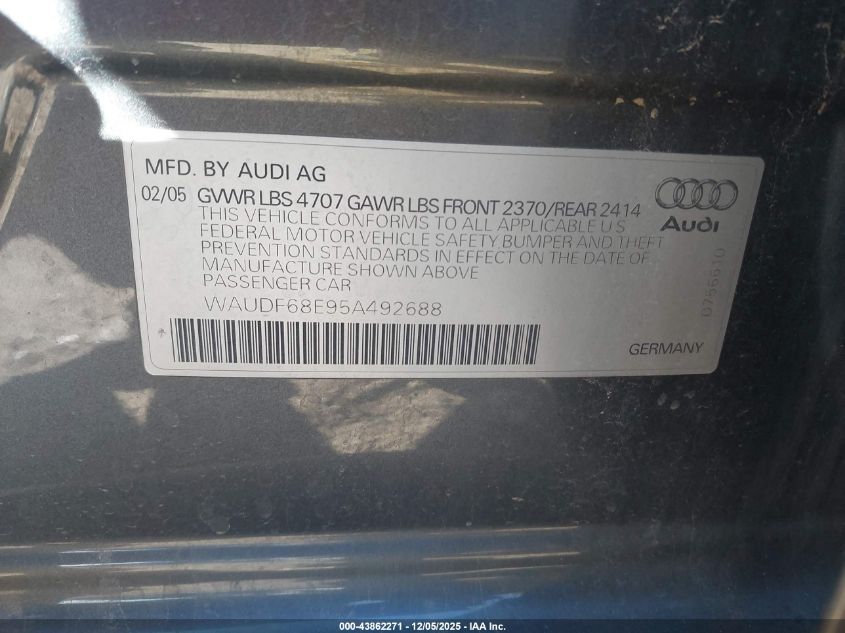 MFD. BY AUDI AG
02/05 GVWR LBS 4707 GAWR LBS FRONT 2370/REAR 2414
THIS VEHICLE CONFORMS TO ALL APPLICABLE U S
FEDERAL MOTOR VEHICLE SAFETY BUMPER AND THEFT
PREVENTION STANDARDS IN EFFECT ON THE DATE OF
MANUFACTURE SHOWN ABOVE
PASSENGER CAR
WAUDF68E95A492688
Audi
0756610
GERMANY
000-43862271 - 12/05/2025 - IAA Inc.